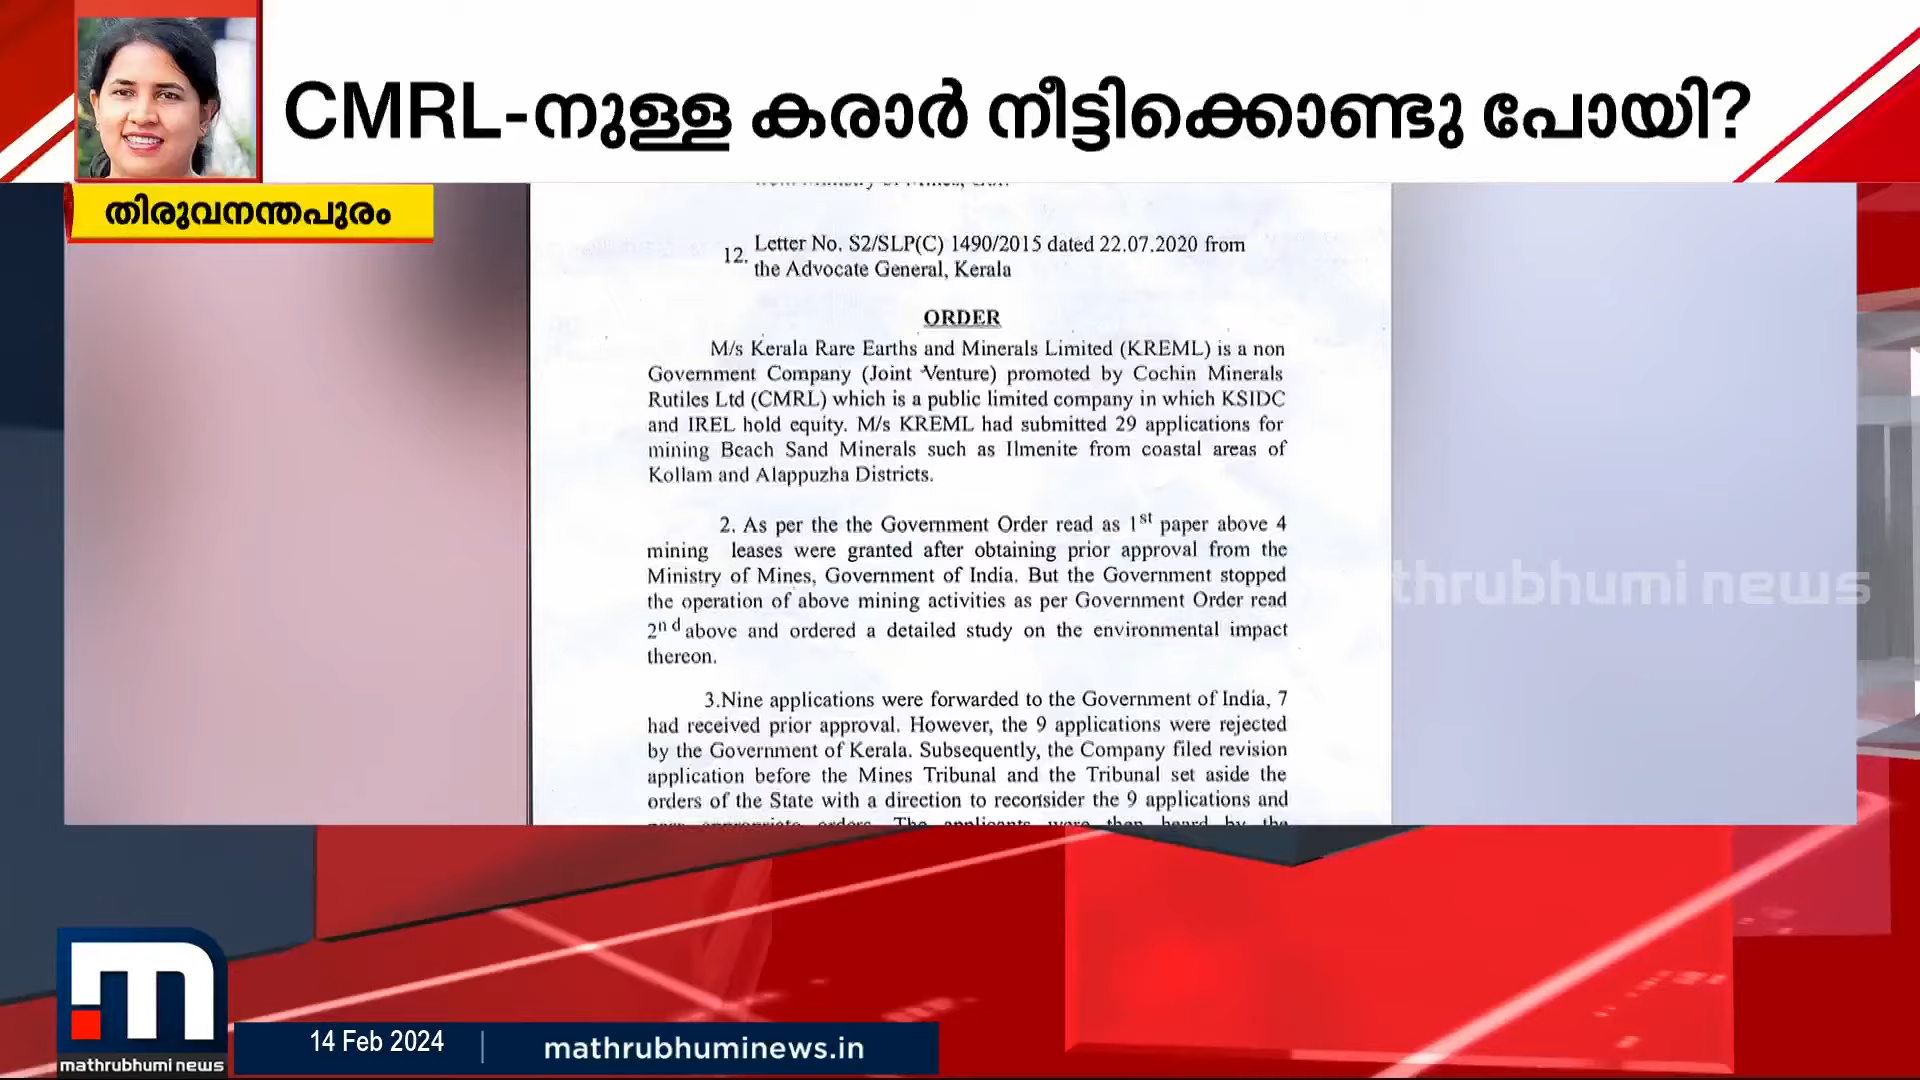 CMRL-നുള്ള കരാർ നീട്ടിക്കൊണ്ടു പോയി?
തിരുവനന്തപുരം
12. Letter No. S2/SLP(C) 1490/2015 dated 22.07.2020 from
the Advocate General, Kerala
ORDER
M/s Kerala Rare Earths and Minerals Limited (KREML) is a non
Government Company (Joint Venture) promoted by Cochin Minerals
Rutiles Ltd (CMRL) which is a public limited company in which KSIDC
and IREL hold equity. M/s KREML had submitted 29 applications for
mining Beach Sand Minerals such as Ilmenite from coastal areas of
Kollam and Alappuzha Districts.
2. As per the the Government Order read as 1st paper above 4
mining leases were granted after obtaining prior approval from the
Ministry of Mines, Government of India. But the Government stopped
the operation of above mining activities as per Government Order read
2nd above and ordered a detailed study on the environmental impact
thereon.
3.Nine applications were forwarded to the Government of India, 7
had received prior approval. However, the 9 applications were rejected
by the Government of Kerala. Subsequently, the Company filed revision
application before the Mines Tribunal and the Tribunal set aside the
orders of the State with a direction to reconsider the 9 applications and
thrubhumi news
mathrubhumi news
14 Feb 2024
mathrubhuminews.in